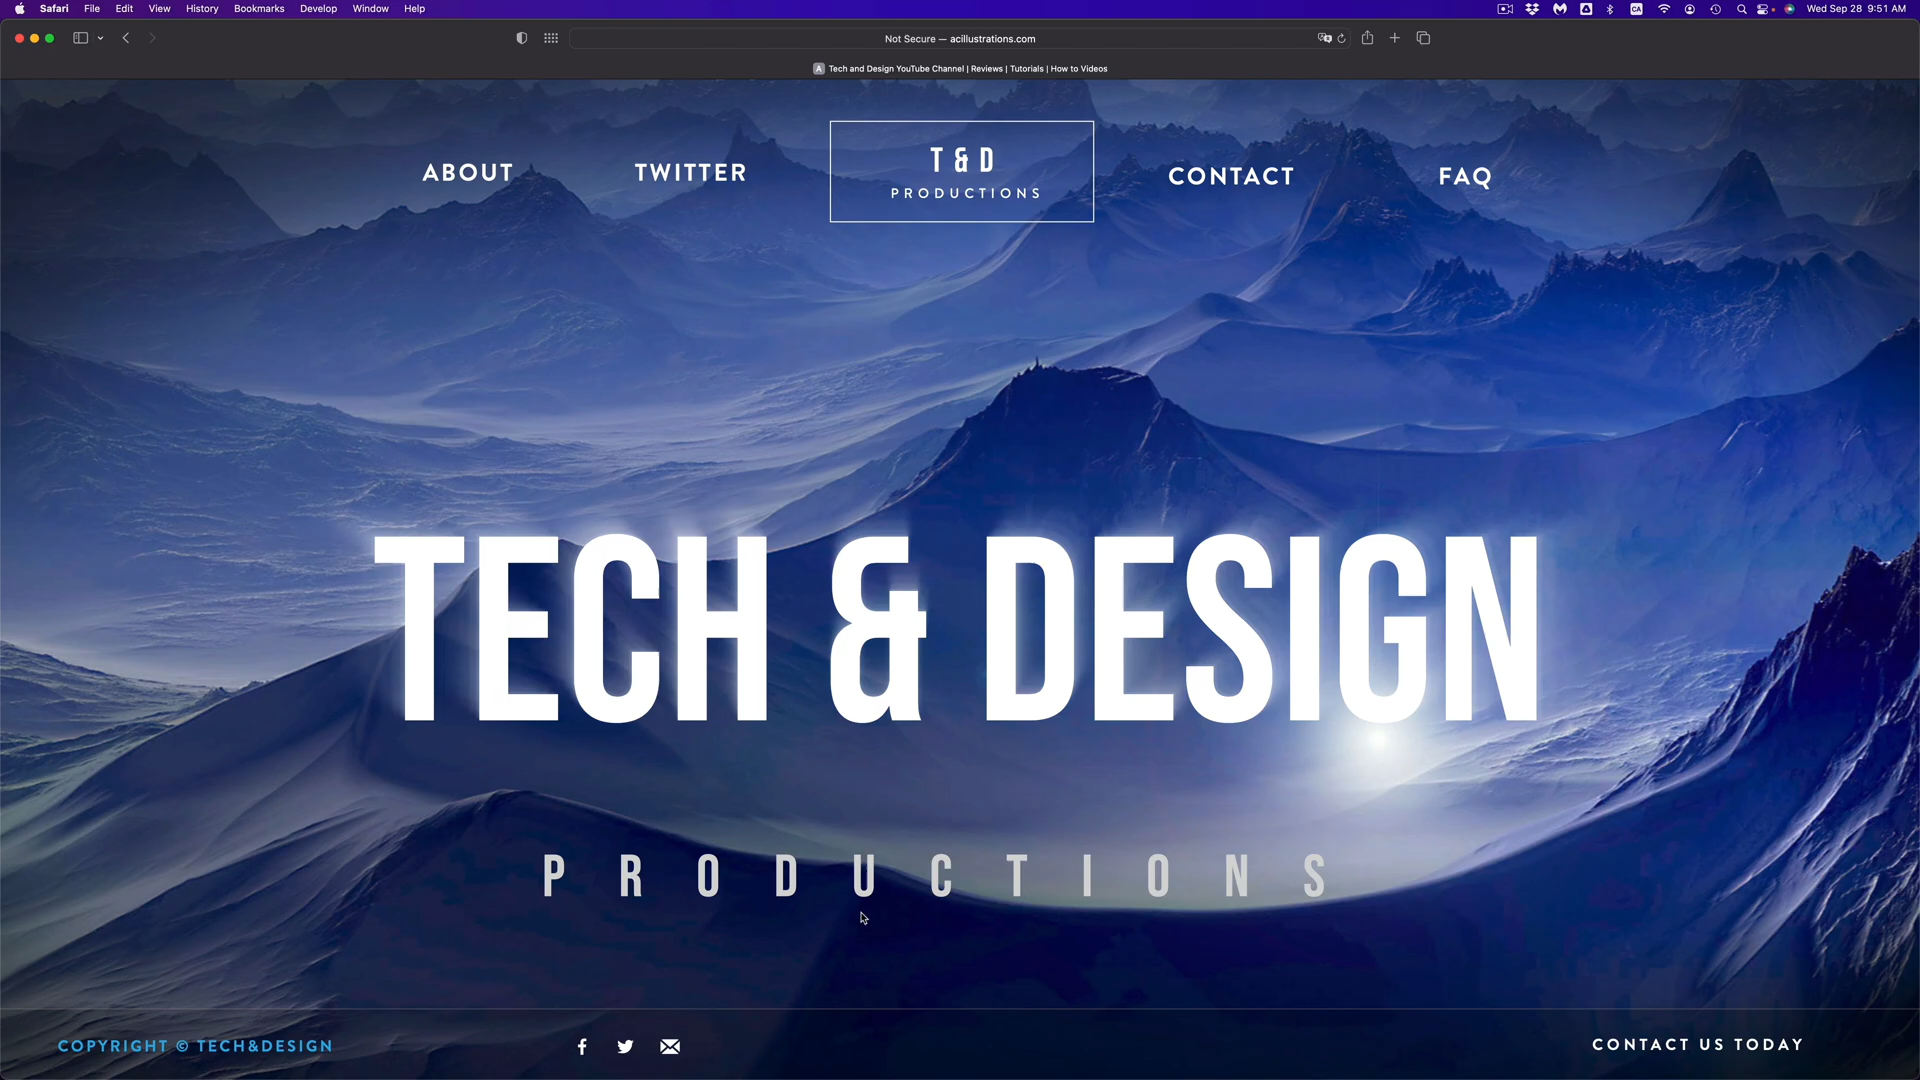 Safari File Edit View History Bookmarks Develop Window Help
CA
Wed Sep 28 9:51 AM
Not Secure — acillustrations.com
A Tech and Design YouTube Channel | Reviews | Tutorials | How to Videos
ABOUT
TWITTER
T & D
PRODUCTIONS
CONTACT
FAQ
TECH & DESIGN
PRODUCTIONS
COPYRIGHT © TECH&DESIGN
CONTACT US TODAY